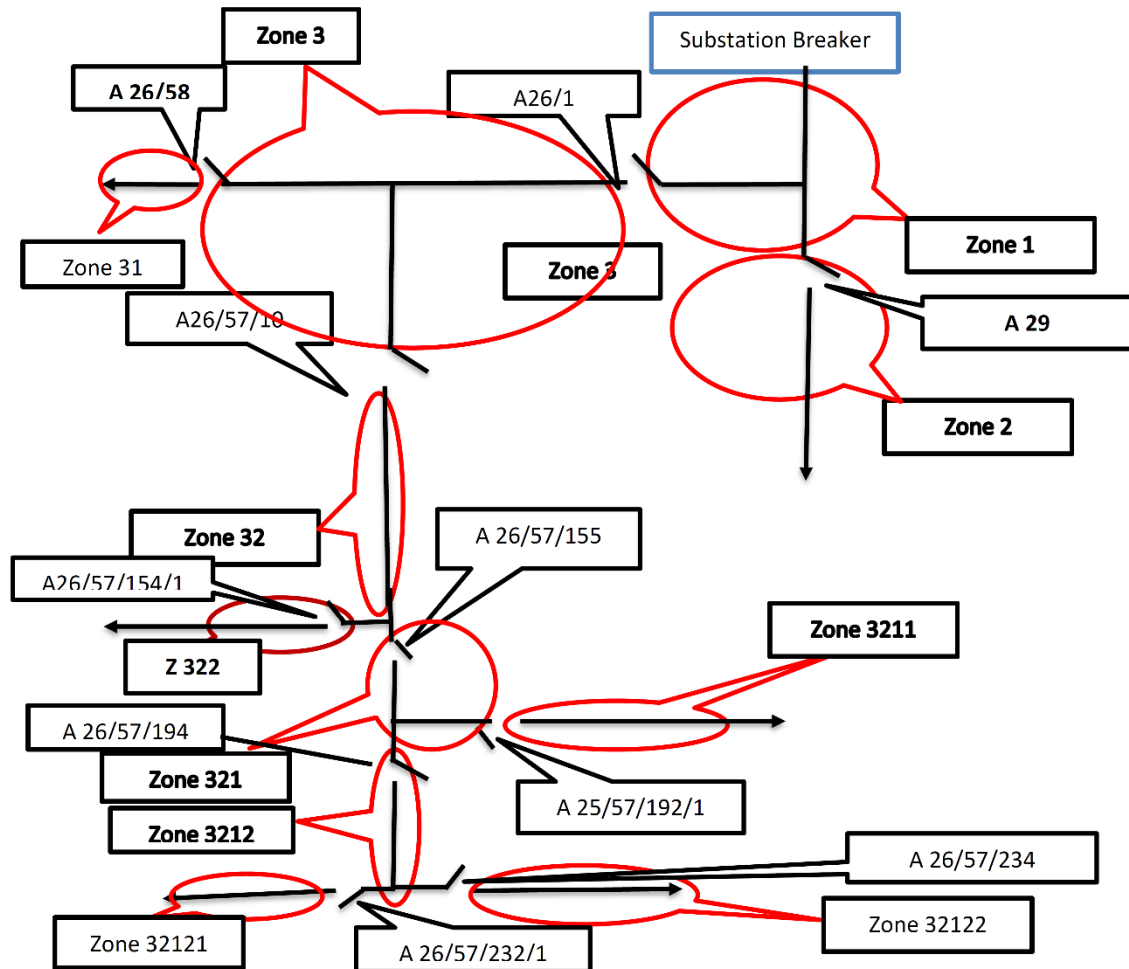 Zone 3
Substation Breaker
A 26/58
A26/1
Zone 1
Zone 31
Zone 3
A26/57/10
A 29
Zone 2
Zone 32
A 26/57/155
A26/57/154/1
Zone 3211
Z 322
A 26/57/194
Zone 321
A 25/57/192/1
Zone 3212
A 26/57/234
Zone 32121
A 26/57/232/1
Zone 32122